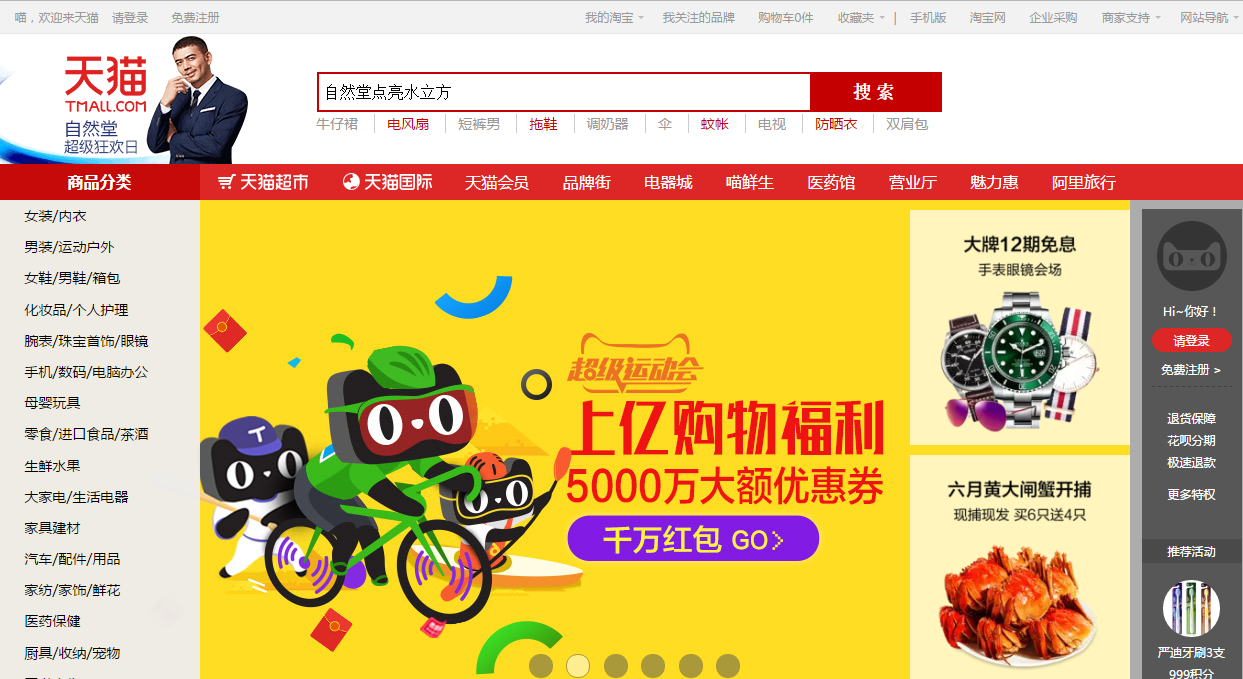 喵，欢迎来天猫 请登录 免费注册 我的淘宝 我关注的品牌 购物车0件 收藏夹 | 手机版 淘宝网 企业采购 商家支持 网站导航
天猫
TMALL.COM
自然堂
超级狂欢日
自然堂点亮水立方 搜索
牛仔裙 电风扇 短裤男 拖鞋 调奶器 伞 蚊帐 电视 防晒衣 双肩包
商品分类 天猫超市 天猫国际 天猫会员 品牌街 电器城 喵鲜生 医药馆 营业厅 魅力惠 阿里旅行
女装/内衣
男装/运动户外
女鞋/男鞋/箱包
化妆品/个人护理
腕表/珠宝首饰/眼镜
手机/数码/电脑办公
母婴玩具
零食/进口食品/茶酒
生鲜水果
大家电/生活电器
家具建材
汽车/配件/用品
家纺/家饰/鲜花
医药保健
厨具/收纳/宠物
T
超级运动会
上亿购物福利
5000万大额优惠券
千万红包 GO>
大牌12期免息
手表眼镜会场
六月黄大闸蟹开捕
现捕现发 买6只送4只
Hi~你好！
请登录
免费注册 >
退货保障
花呗分期
极速退款
更多特权
推荐活动
严迪牙刷3支
999积分